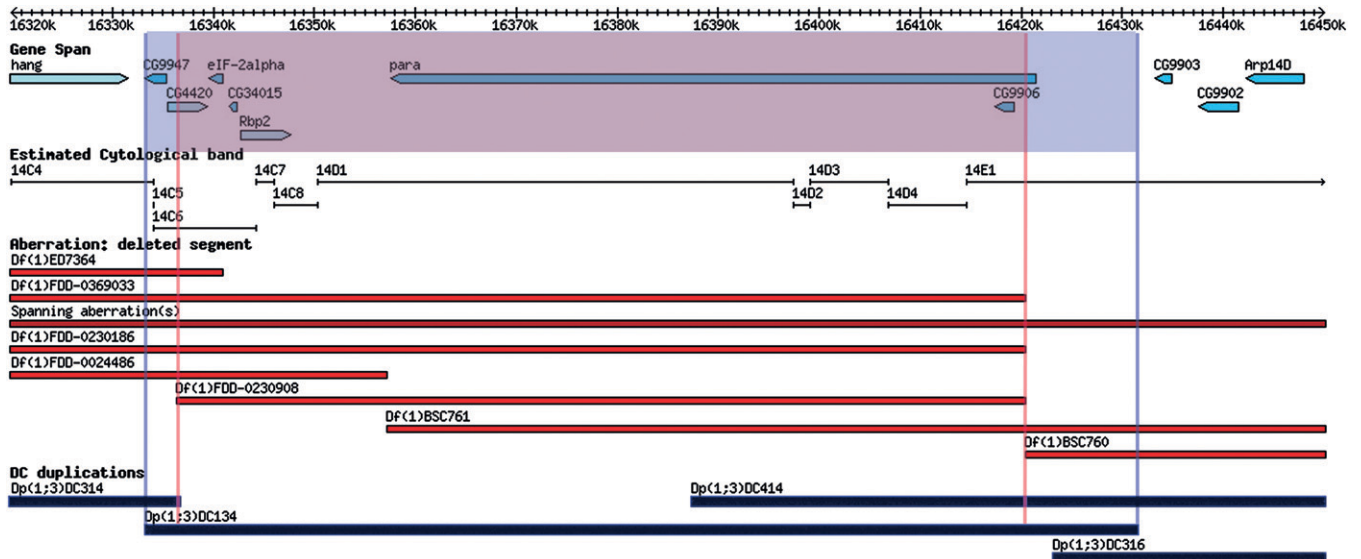 16320k 16330k 16340k 16350k 16360k 16370k 16380k 16390k 16400k 16410k 16420k 16430k 16440k 16450k
Gene Span
hang CG9947 eIF-2alpha para CG9903 Arp14D
CG4420 CG34015 CG9906 CG9902
Rbp2
Estimated Cytological band
14C4 14C7 14D1 14D3 14E1
14C5 14C8 14D2 14D4
14C6
Aberration: deleted segment
Df(1)ED7364
Df(1)FDD-0369033
Spanning aberration(s)
Df(1)FDD-0230186
Df(1)FDD-0024486
Df(1)FDD-0230908
Df(1)BSC761
Df(1)BSC760
DC duplications
Dp(1;3)DC314 Dp(1;3)DC414
Dp(1;3)DC134
Dp(1;3)DC316